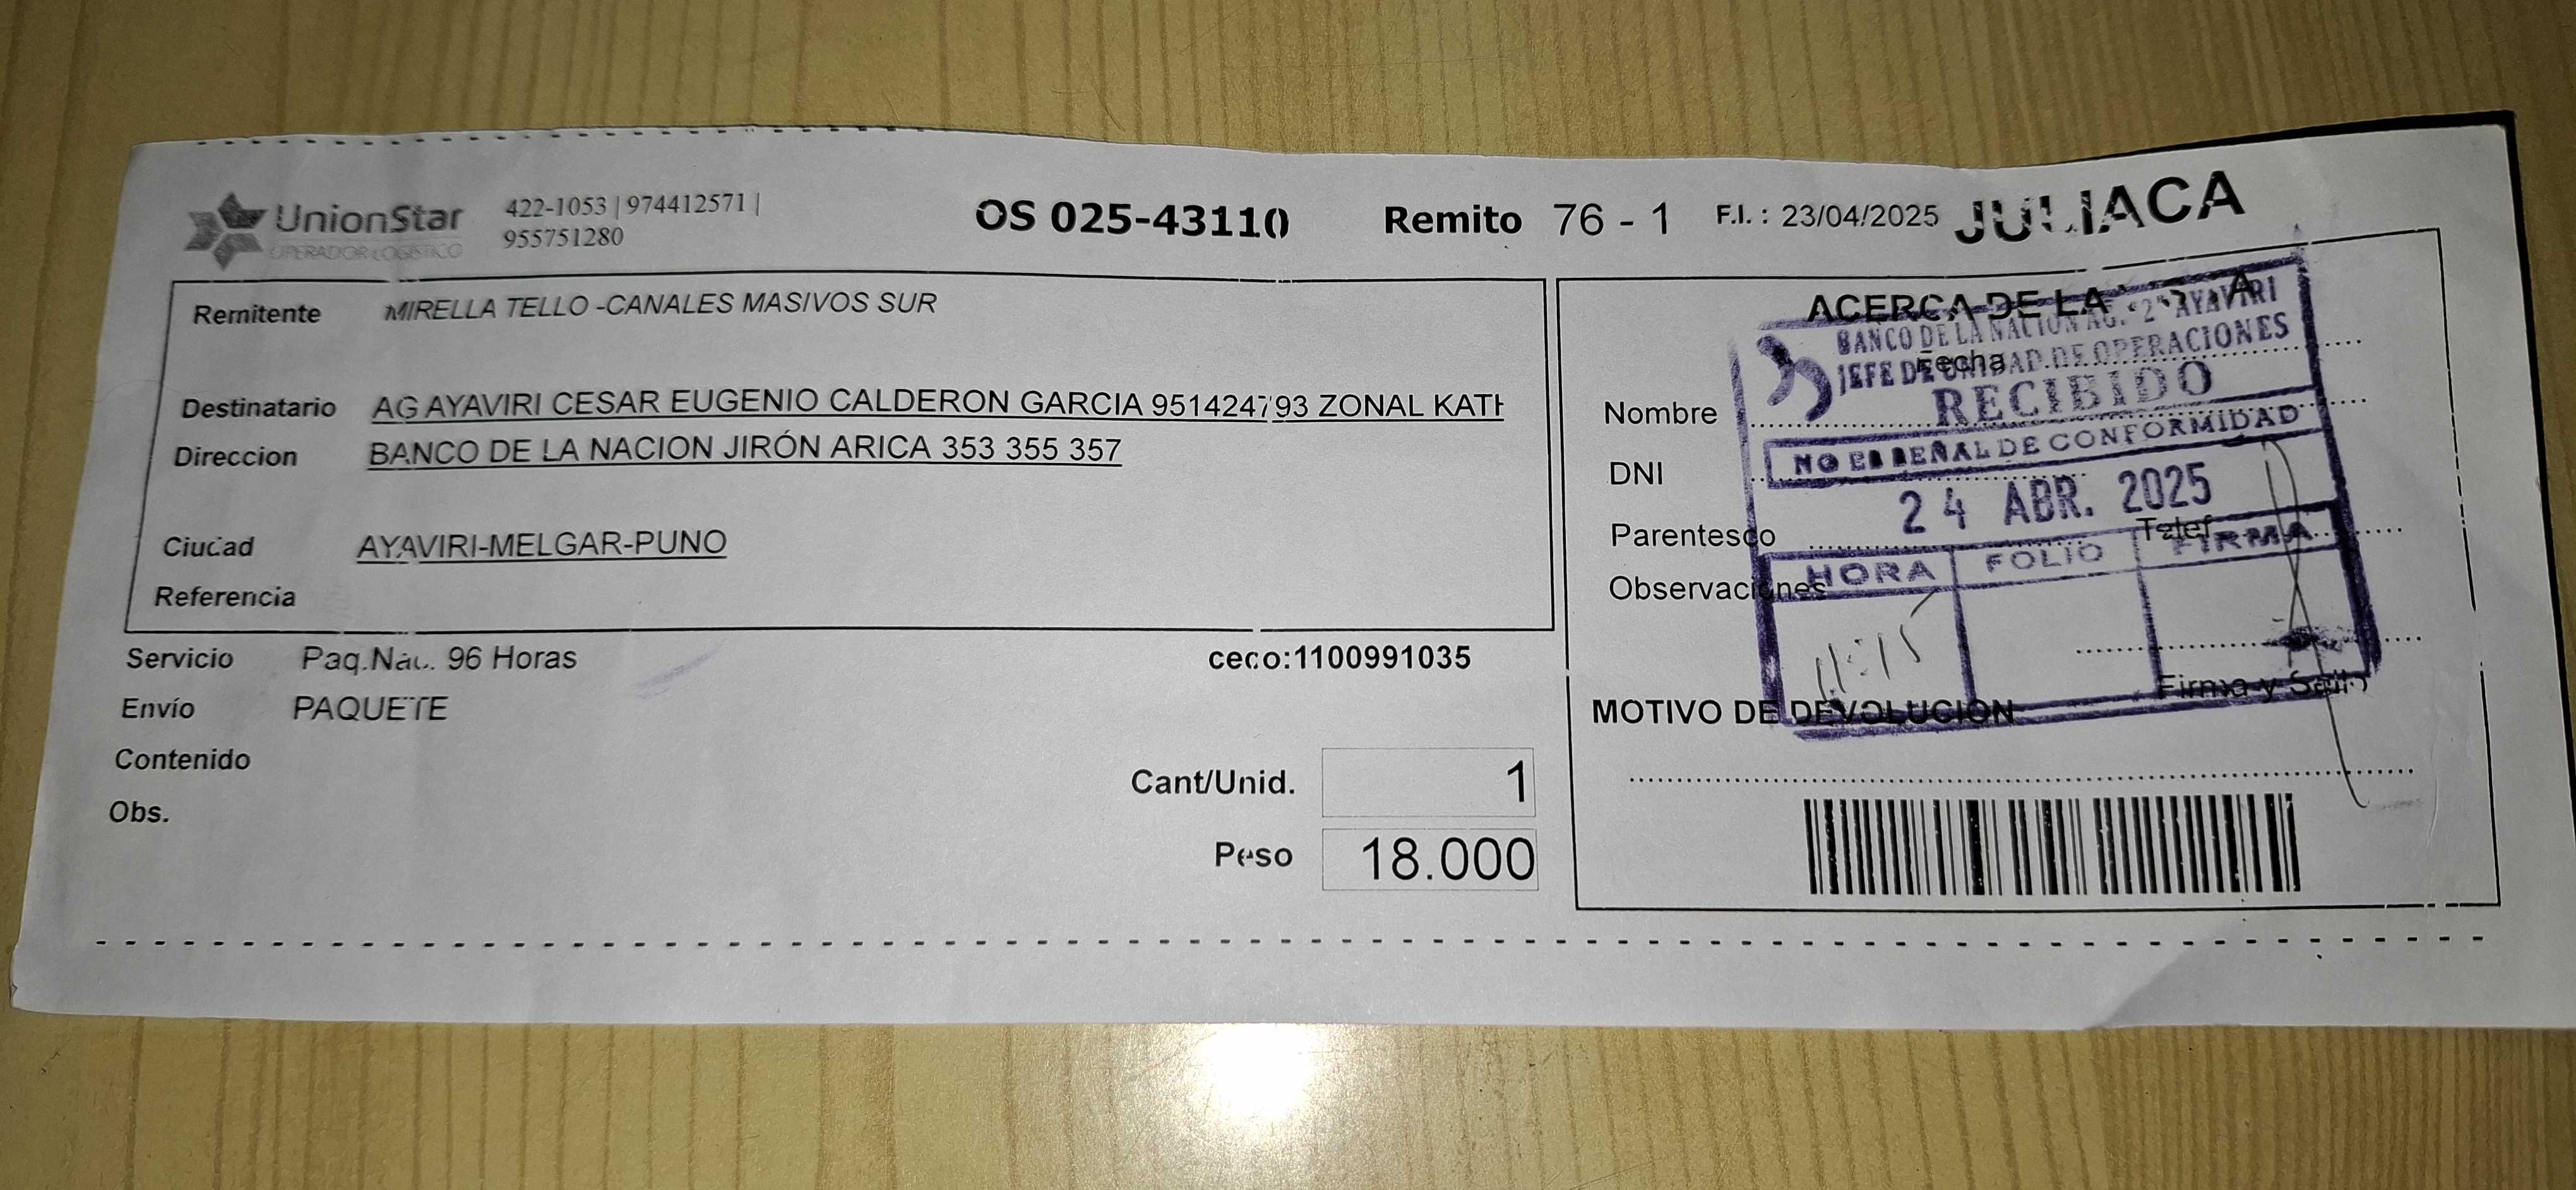 UnionStar
OPERADOR LOGISTICO
422-1053 | 974412571 |
955751280
OS 025-43110
Remito 76 - 1
F.I. : 23/04/2025
JULIACA
Remitente MIRELLA TELLO -CANALES MASIVOS SUR
Destinatario AG AYAVIRI CESAR EUGENIO CALDERON GARCIA 951424793 ZONAL KATH
Direccion BANCO DE LA NACION JIRÓN ARICA 353 355 357
Ciudad AYAVIRI-MELGAR-PUNO
Referencia
Servicio Paq.Nac. 96 Horas
ceco:1100991035
Envío PAQUETE
Contenido
Obs.
Cant/Unid. 1
Peso 18.000
ACERCA DE LA
Fecha
Nombre
DNI
Parentesco
Telef
Observaciones
Firma y Sello
MOTIVO DE DEVOLUCION
BANCO DE LA NACION AG. "2" AYAVIRI
JEFE DE UNIDAD DE OPERACIONES
RECIBIDO
NO ES SEÑAL DE CONFORMIDAD
24 ABR. 2025
HORA FOLIO FIRMA
11:15